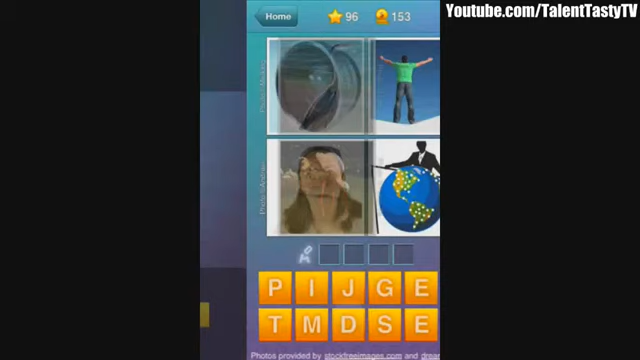 Youtube.com/TalentTastyTV
Home
96
153
P I J G E
T M D S E
Photos provided by stockfreeimages.com and